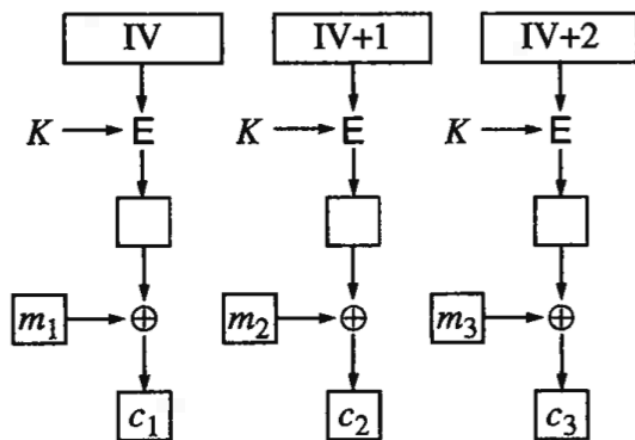 IV IV+1 IV+2
K E K E K E
m₁ ⊕ m₂ ⊕ m₃ ⊕
c₁ c₂ c₃